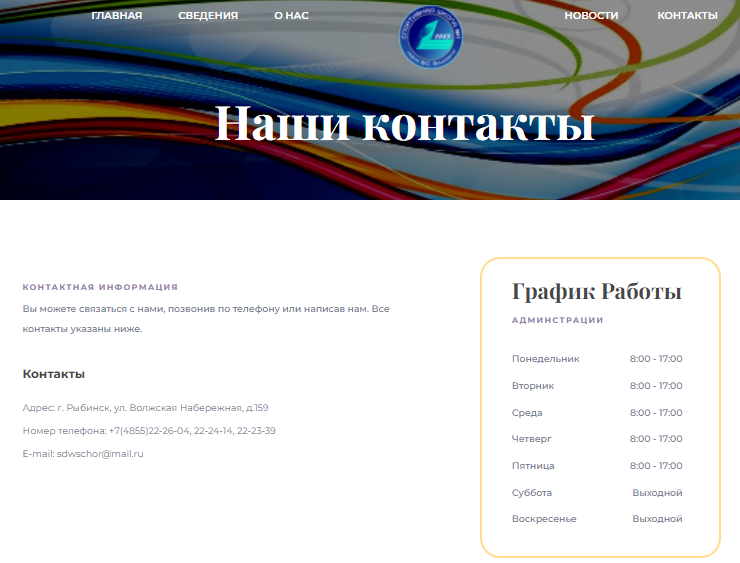 ГЛАВНАЯ СВЕДЕНИЯ О НАС НОВОСТИ КОНТАКТЫ
Наши контакты
КОНТАКТНАЯ ИНФОРМАЦИЯ
Вы можете связаться с нами, позвонив по телефону или написав нам. Все
контакты указаны ниже.
Контакты
Адрес: г. Рыбинск, ул. Волжская Набережная, д.159
Номер телефона: +7(4855)22-26-04, 22-24-14, 22-23-39
E-mail: sdwschor@mail.ru
График Работы
АДМИНСТРАЦИИ
Понедельник 8:00 - 17:00
Вторник 8:00 - 17:00
Среда 8:00 - 17:00
Четверг 8:00 - 17:00
Пятница 8:00 - 17:00
Суббота Выходной
Воскресенье Выходной